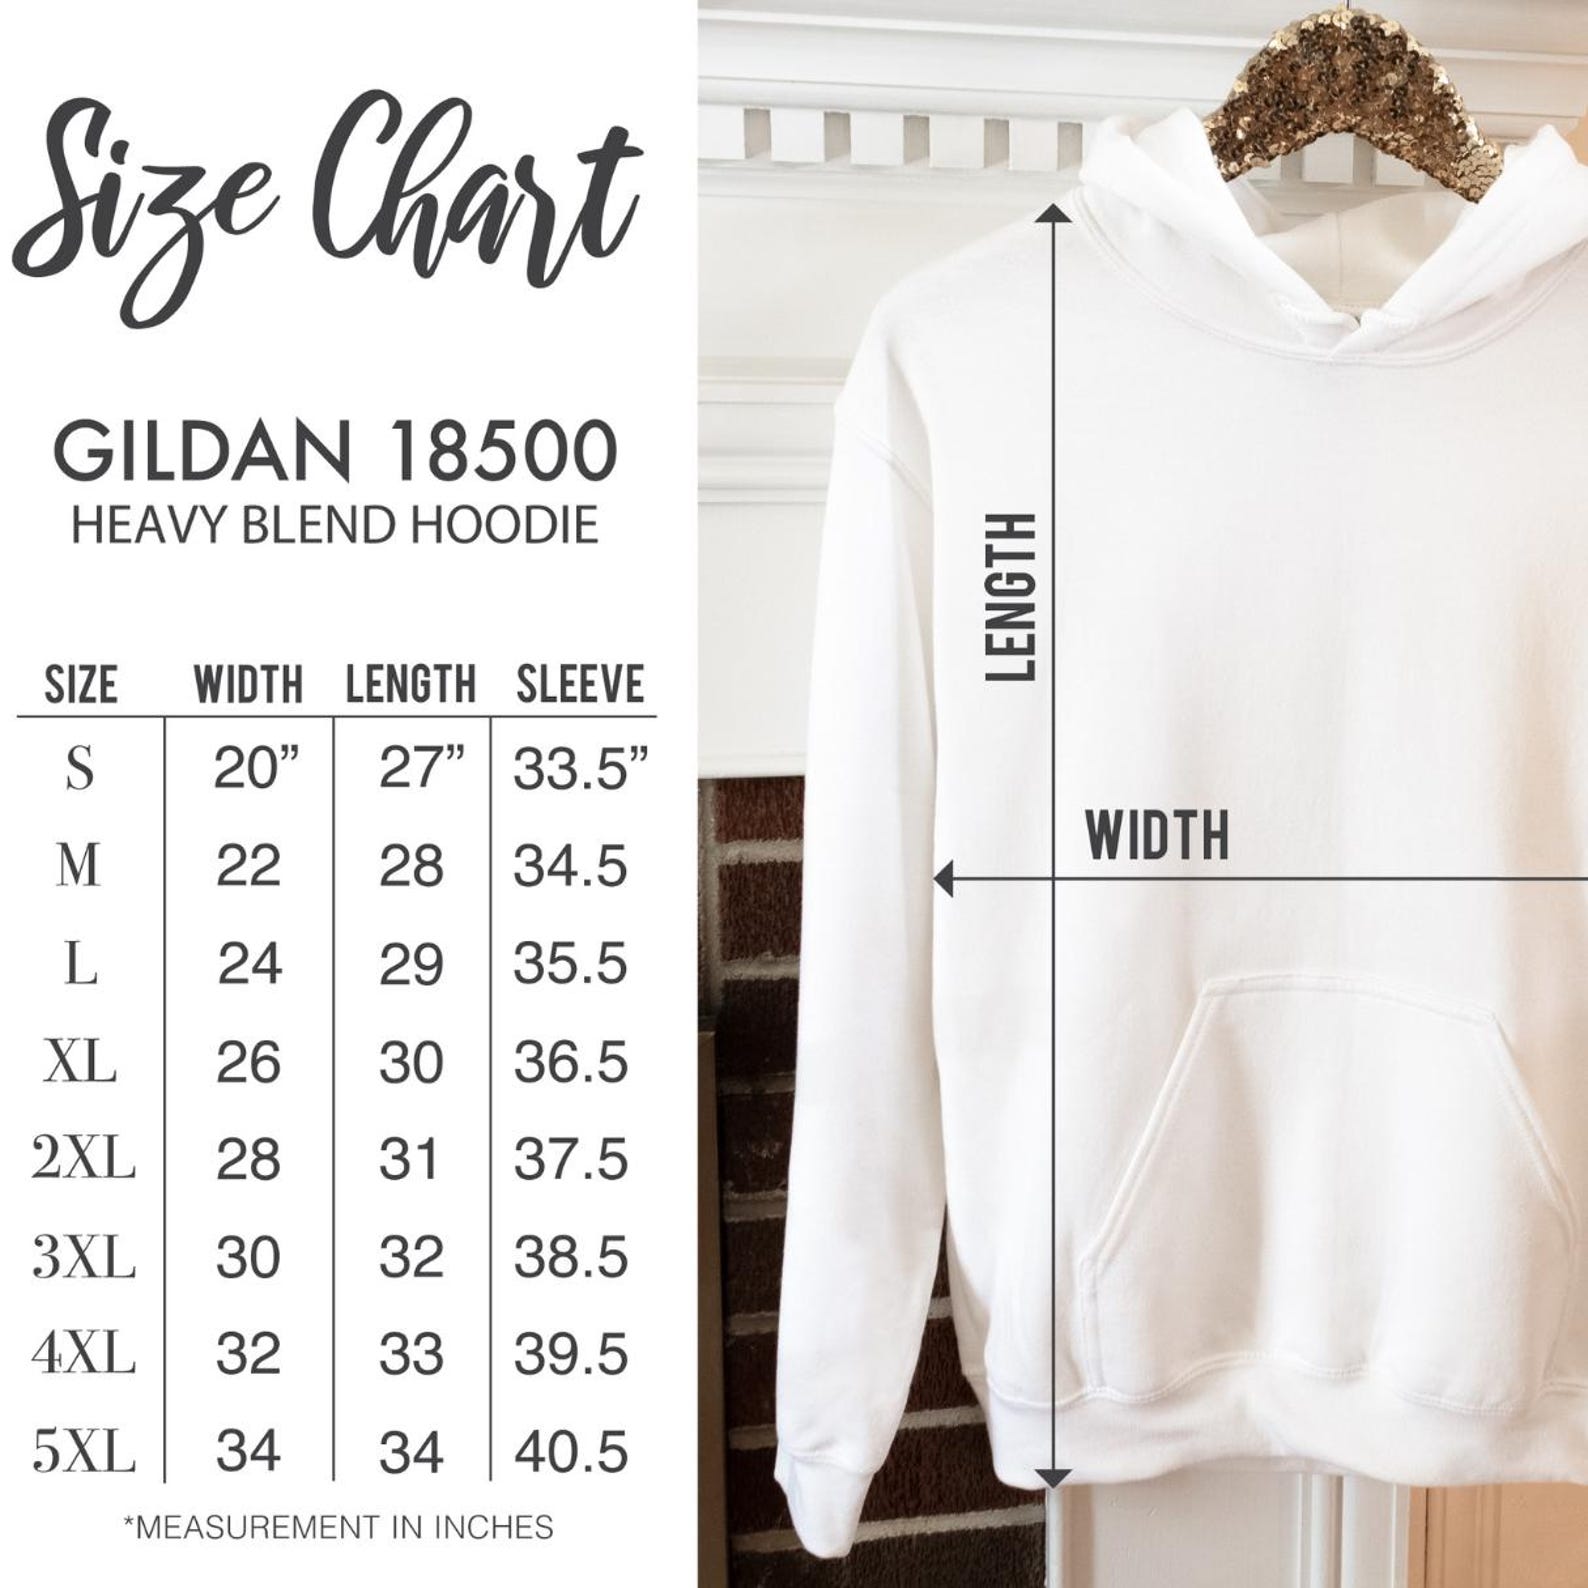 Size Chart
GILDAN 18500
HEAVY BLEND HOODIE
SIZE WIDTH LENGTH SLEEVE
S 20” 27” 33.5”
M 22 28 34.5
L 24 29 35.5
XL 26 30 36.5
2XL 28 31 37.5
3XL 30 32 38.5
4XL 32 33 39.5
5XL 34 34 40.5
*MEASUREMENT IN INCHES
LENGTH
WIDTH